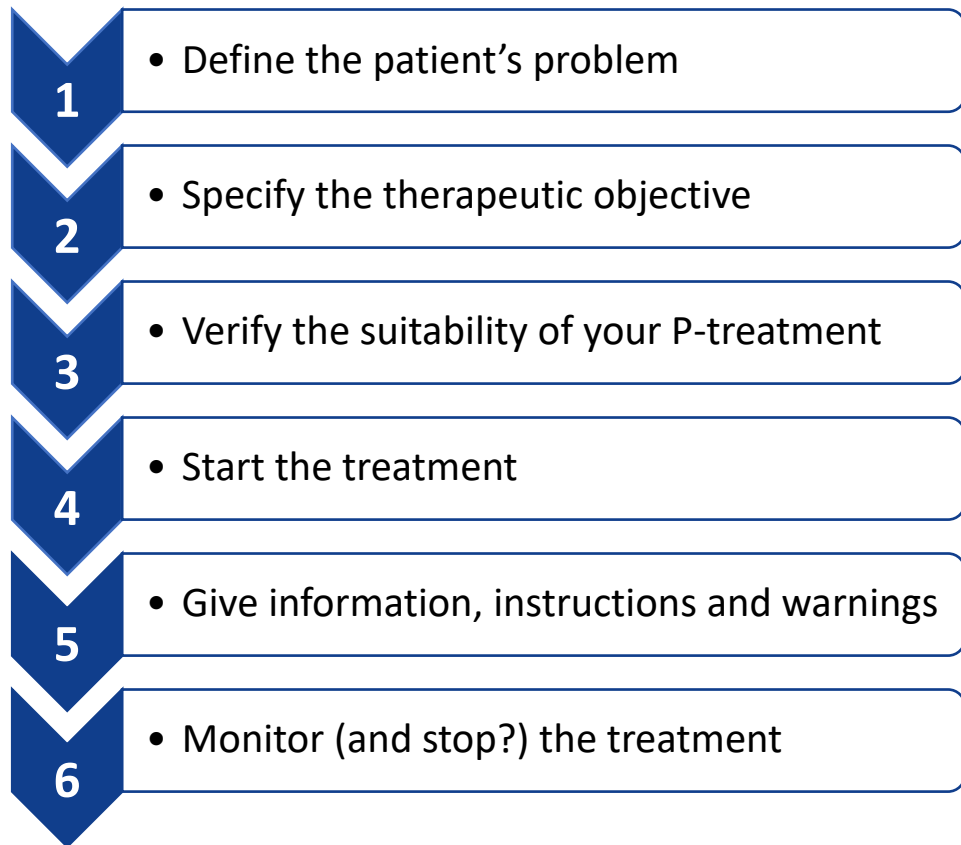 1
• Define the patient’s problem
2
• Specify the therapeutic objective
3
• Verify the suitability of your P-treatment
4
• Start the treatment
5
• Give information, instructions and warnings
6
• Monitor (and stop?) the treatment